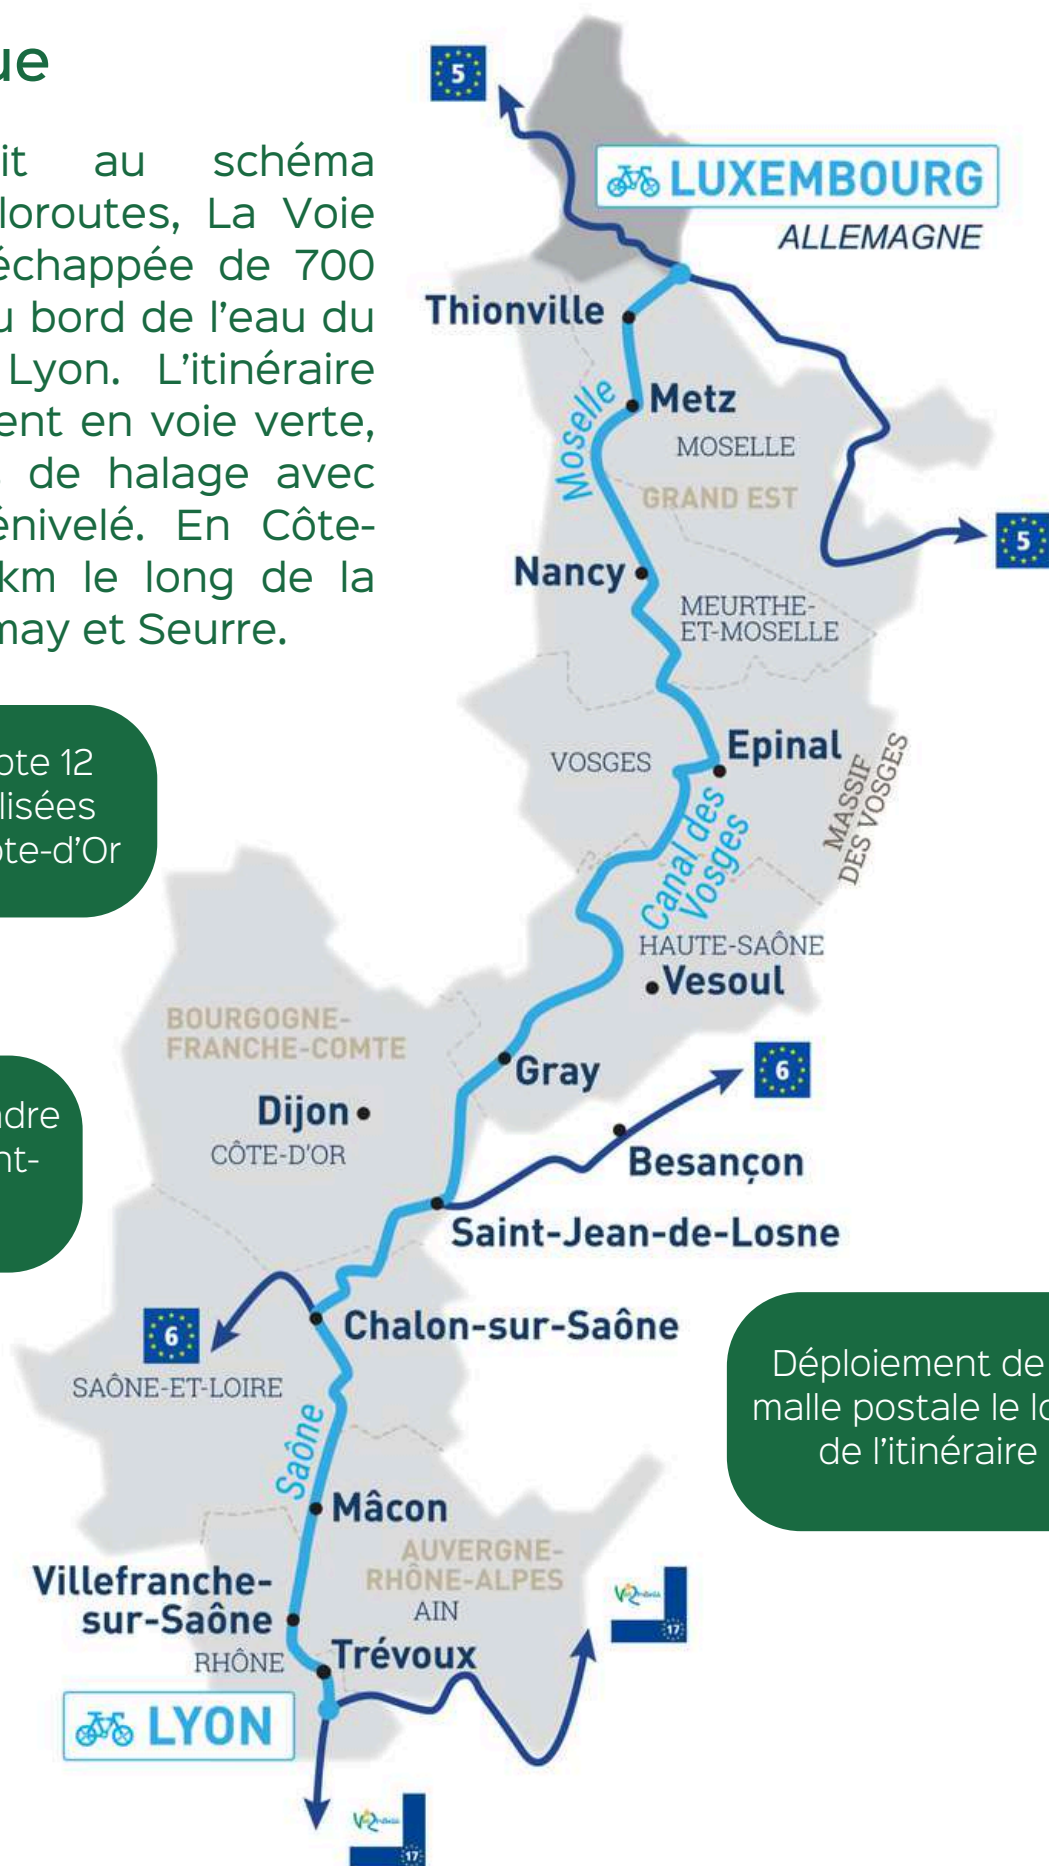 ue
it au schéma
loroutes, La Voie
échappée de 700
u bord de l'eau du
Lyon. L'itinéraire
ent en voie verte,
s de halage avec
énivelé. En Côte-
km le long de la
may et Seurre.
pte 12
lisées
ôte-d'Or
ndre
nt-
5
LUXEMBOURG
ALLEMAGNE
Thionville
Moselle
Metz
MOSELLE
GRAND EST
5
Nancy
MEURTHE-
ET-MOSELLE
Epinal
VOSGES
MASSIF
DES VOSGES
Canal des
Vosges
HAUTE-SAÔNE
Vesoul
BOURGOGNE-
FRANCHE-COMTE
Gray
6
Dijon
CÔTE-D'OR
Besançon
Saint-Jean-de-Losne
Chalon-sur-Saône
6
SAÔNE-ET-LOIRE
Déploiement de
malle postale le lo
de l'itinéraire
Saône
Mâcon
AUVERGNE-
RHÔNE-ALPES
AIN
Villefranche-
sur-Saône
RHÔNE
Trévoux
17
LYON
17